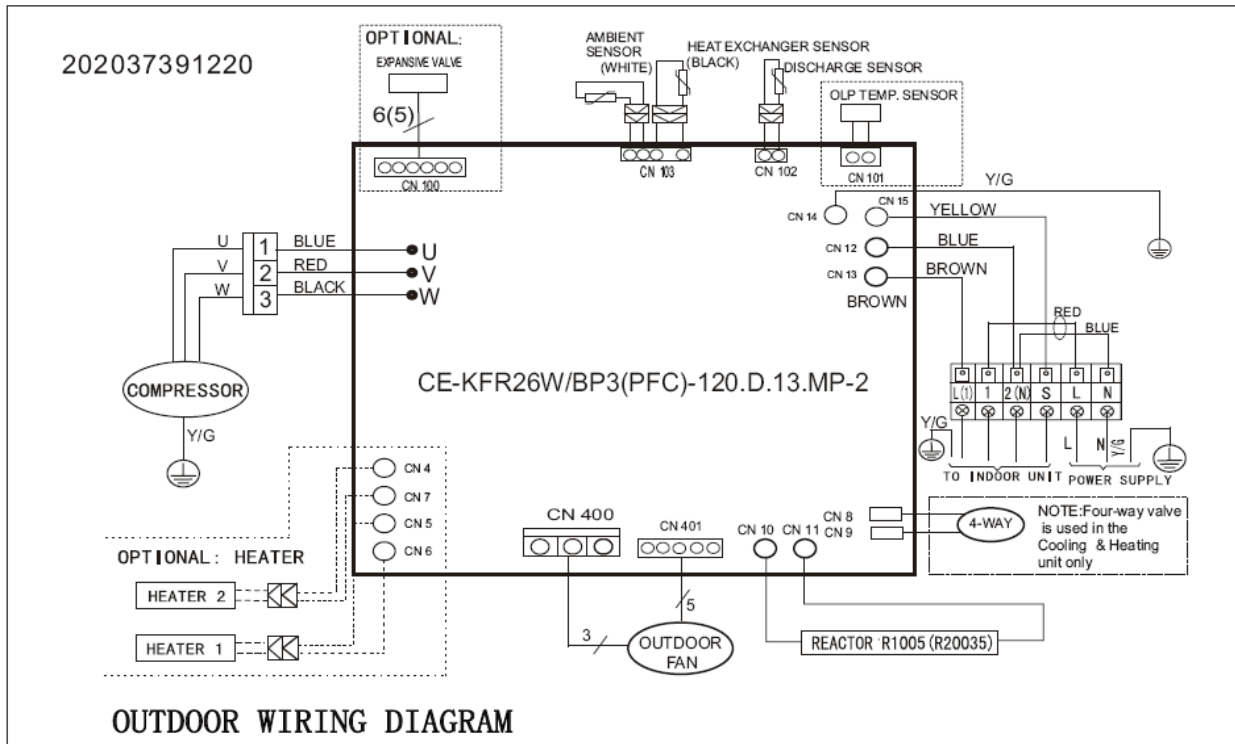 202037391220
OPTIONAL:
EXPANSIVE VALVE
6(5)
CN 100
AMBIENT
SENSOR
(WHITE)
HEAT EXCHANGER SENSOR
(BLACK)
DISCHARGE SENSOR
OLP TEMP. SENSOR
CN 103
CN 102
CN 101
Y/G
CN 14
CN 15
YELLOW
CN 12
BLUE
CN 13
BROWN
BROWN
U 1 BLUE U
V 2 RED V
W 3 BLACK W
COMPRESSOR
Y/G
CE-KFR26W/BP3(PFC)-120.D.13.MP-2
RED
BLUE
L(1) 1 2(N) S L N
Y/G
L N Y/G
TO INDOOR UNIT POWER SUPPLY
CN 4
CN 7
CN 5
CN 6
OPTIONAL: HEATER
HEATER 2
HEATER 1
CN 400
CN 401
CN 10
CN 11
CN 8
CN 9
4-WAY
NOTE:Four-way valve
is used in the
Cooling & Heating
unit only
3
5
OUTDOOR
FAN
REACTOR R1005(R20035)
OUTDOOR WIRING DIAGRAM